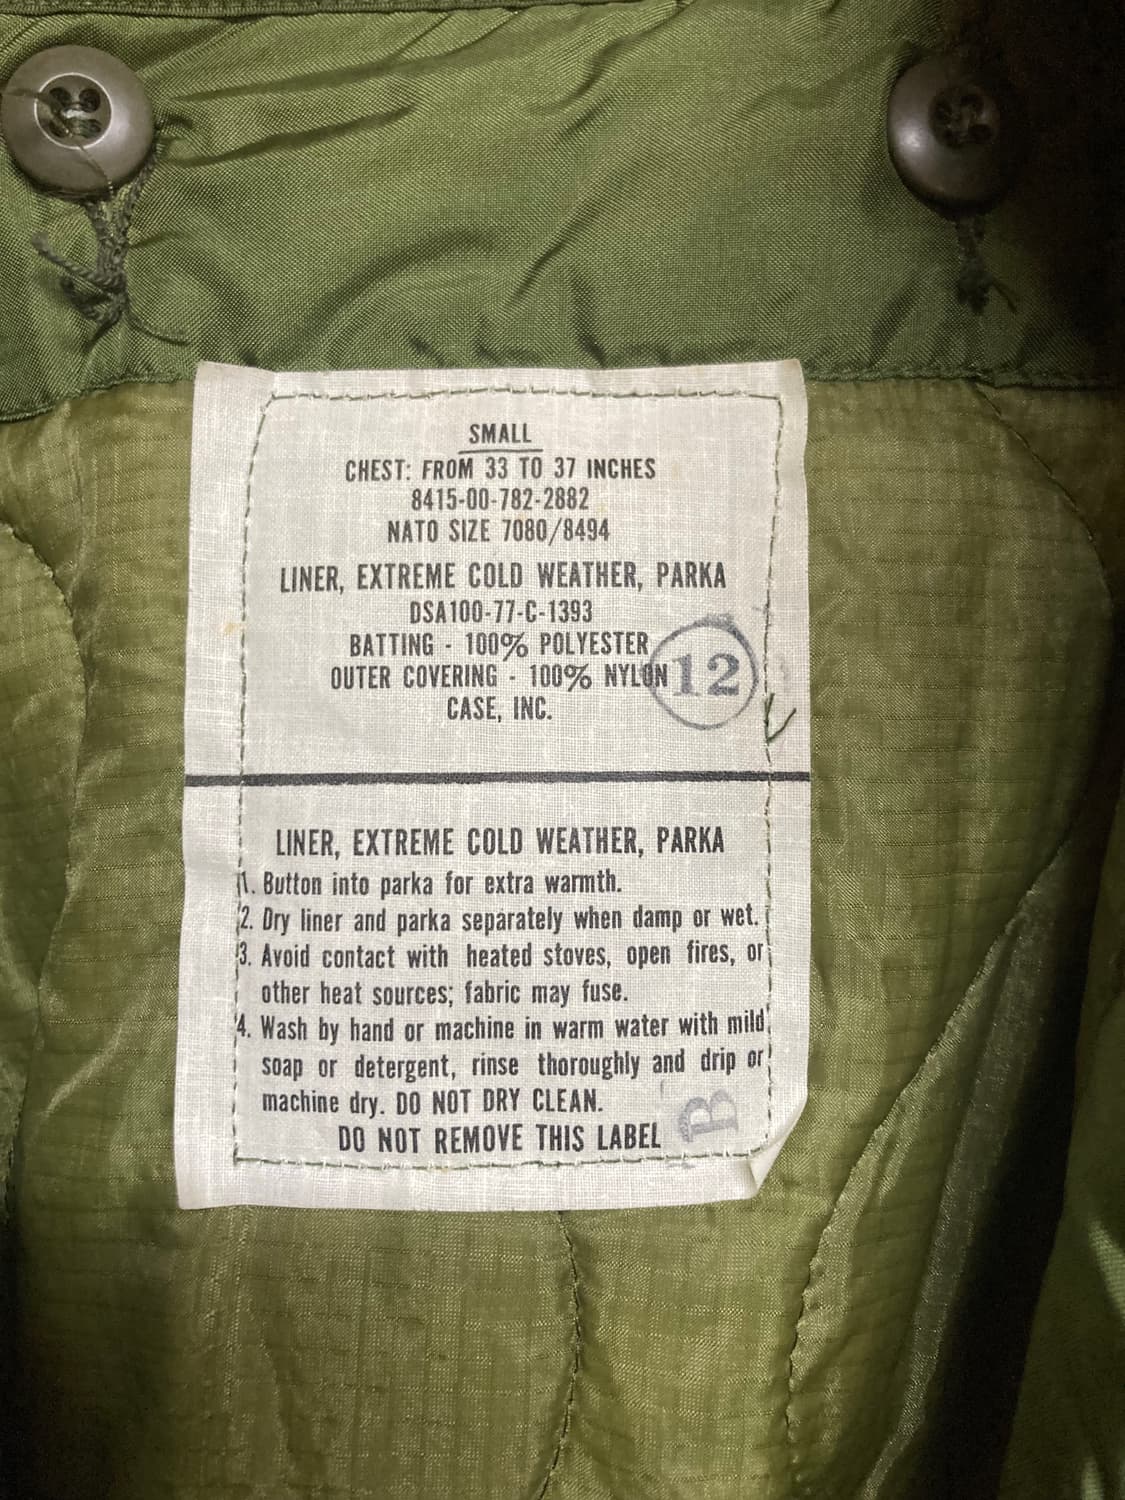 SMALL
CHEST: FROM 33 TO 37 INCHES
8415-00-782-2882
NATO SIZE 7080/8494
LINER, EXTREME COLD WEATHER, PARKA
DSA100-77-C-1393
BATTING - 100% POLYESTER
OUTER COVERING - 100% NYLON
12
CASE, INC.
LINER, EXTREME COLD WEATHER, PARKA
1. Button into parka for extra warmth.
2. Dry liner and parka separately when damp or wet.
3. Avoid contact with heated stoves, open fires, or
other heat sources; fabric may fuse.
4. Wash by hand or machine in warm water with mild
soap or detergent, rinse thoroughly and drip or
machine dry. DO NOT DRY CLEAN.
DO NOT REMOVE THIS LABEL
B